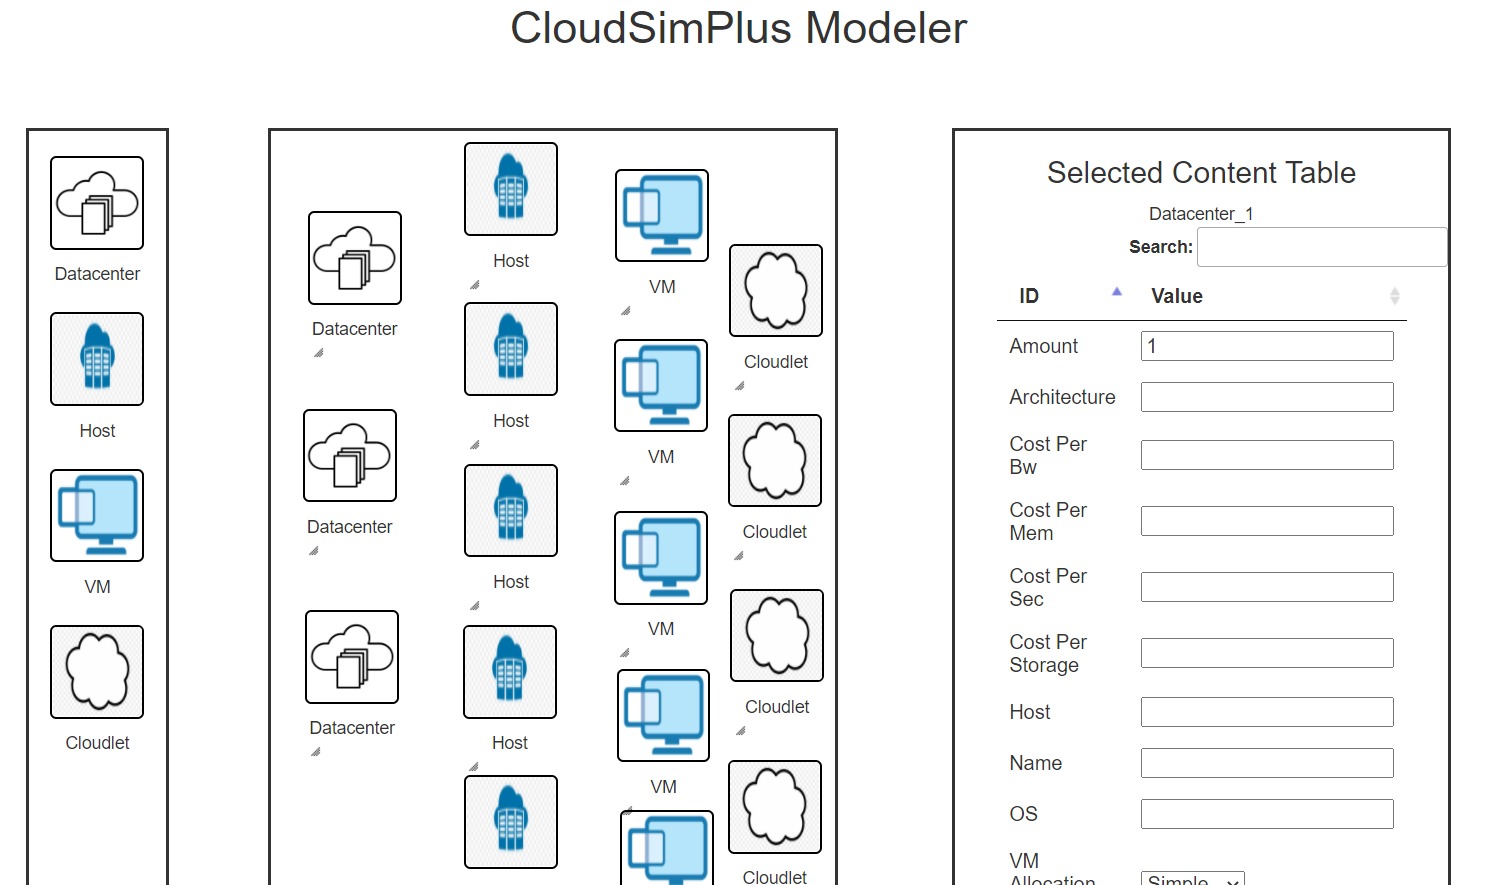 CloudSimPlus Modeler
Datacenter
Host
VM
Cloudlet
Datacenter
Datacenter
Datacenter
Host
Host
Host
Host
VM
VM
VM
VM
Cloudlet
Cloudlet
Cloudlet
Cloudlet
Selected Content Table
Datacenter_1
Search:
ID Value
Amount 1
Architecture
Cost Per
Bw
Cost Per
Mem
Cost Per
Sec
Cost Per
Storage
Host
Name
OS
VM
Allocation Simple